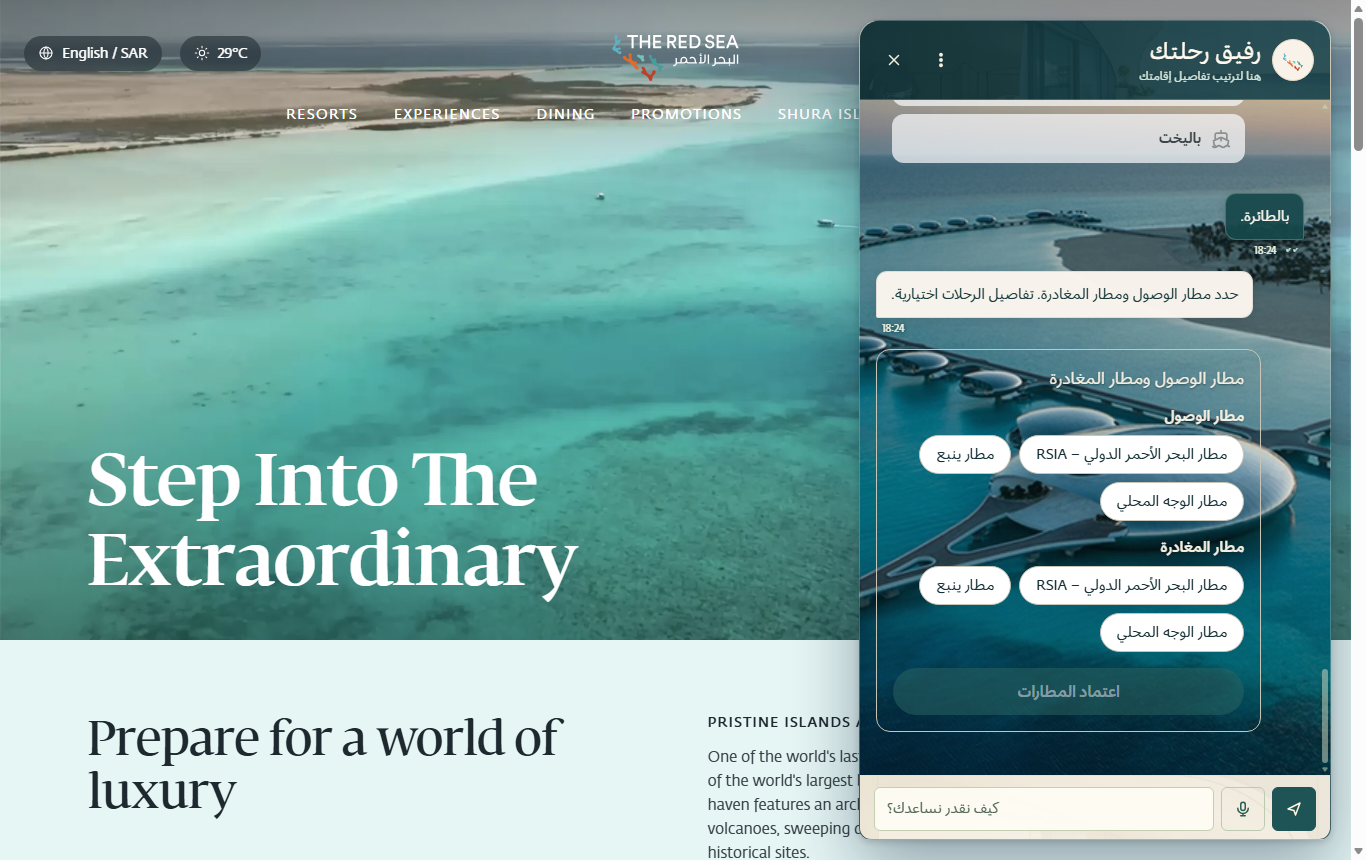 English / SAR
29°C
THE RED SEA
البحر الأحمر
RESORTS
EXPERIENCES
DINING
PROMOTIONS
SHURA ISL
Step Into The
Extraordinary
Prepare for a world of
luxury
PRISTINE ISLANDS
One of the world's las
of the world's largest
haven features an arc
volcanoes, sweeping
historical sites.
رفيق رحلتك
هنا لترتيب تفاصيل إقامتك
باليخت
بالطائرة.
18:24
حدد مطار الوصول ومطار المغادرة. تفاصيل الرحلات اختيارية.
18:24
مطار الوصول ومطار المغادرة
مطار الوصول
مطار البحر الأحمر الدولي – RSIA
مطار ينبع
مطار الوجه المحلي
مطار المغادرة
مطار البحر الأحمر الدولي – RSIA
مطار ينبع
مطار الوجه المحلي
اعتماد المطارات
كيف نقدر نساعدك؟